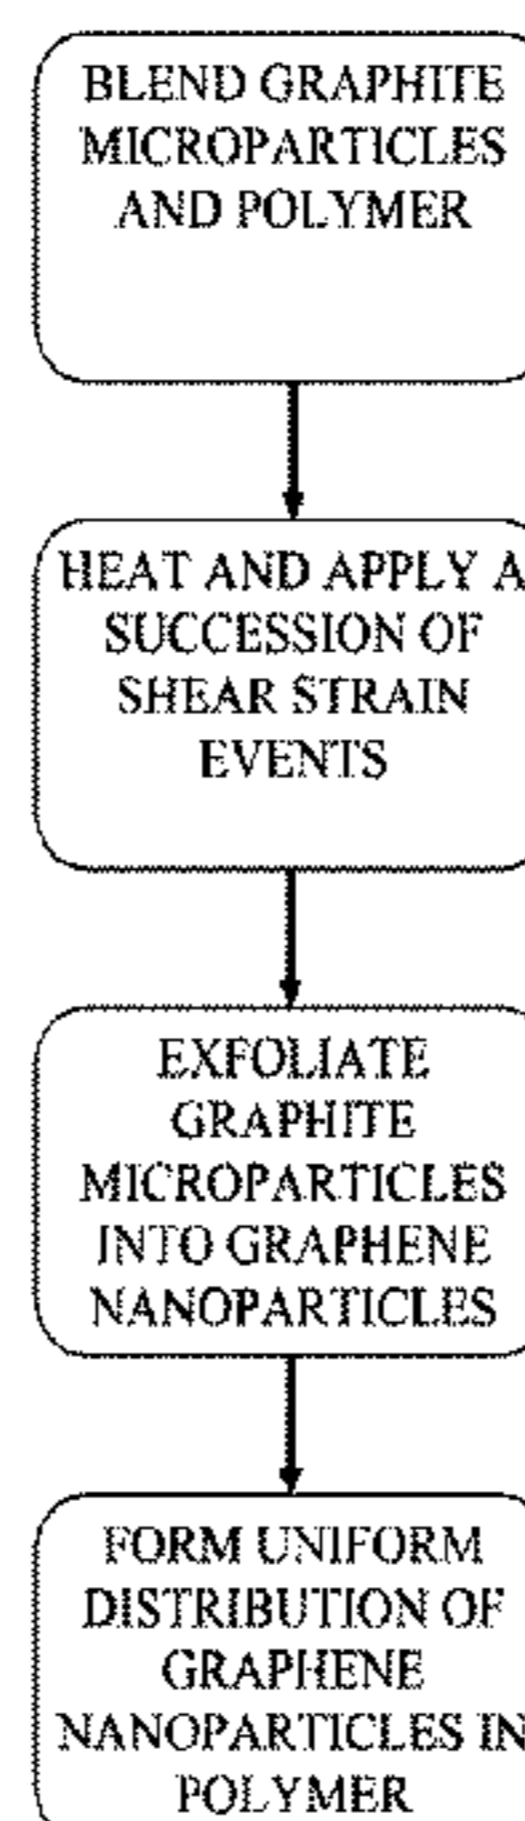 BLEND GRAPHITE
MICROPARTICLES
AND POLYMER
HEAT AND APPLY A
SUCCESSION OF
SHEAR STRAIN
EVENTS
EXFOLIATE
GRAPHITE
MICROPARTICLES
INTO GRAPHENE
NANOPARTICLES
FORM UNIFORM
DISTRIBUTION OF
GRAPHENE
NANOPARTICLES IN
POLYMER